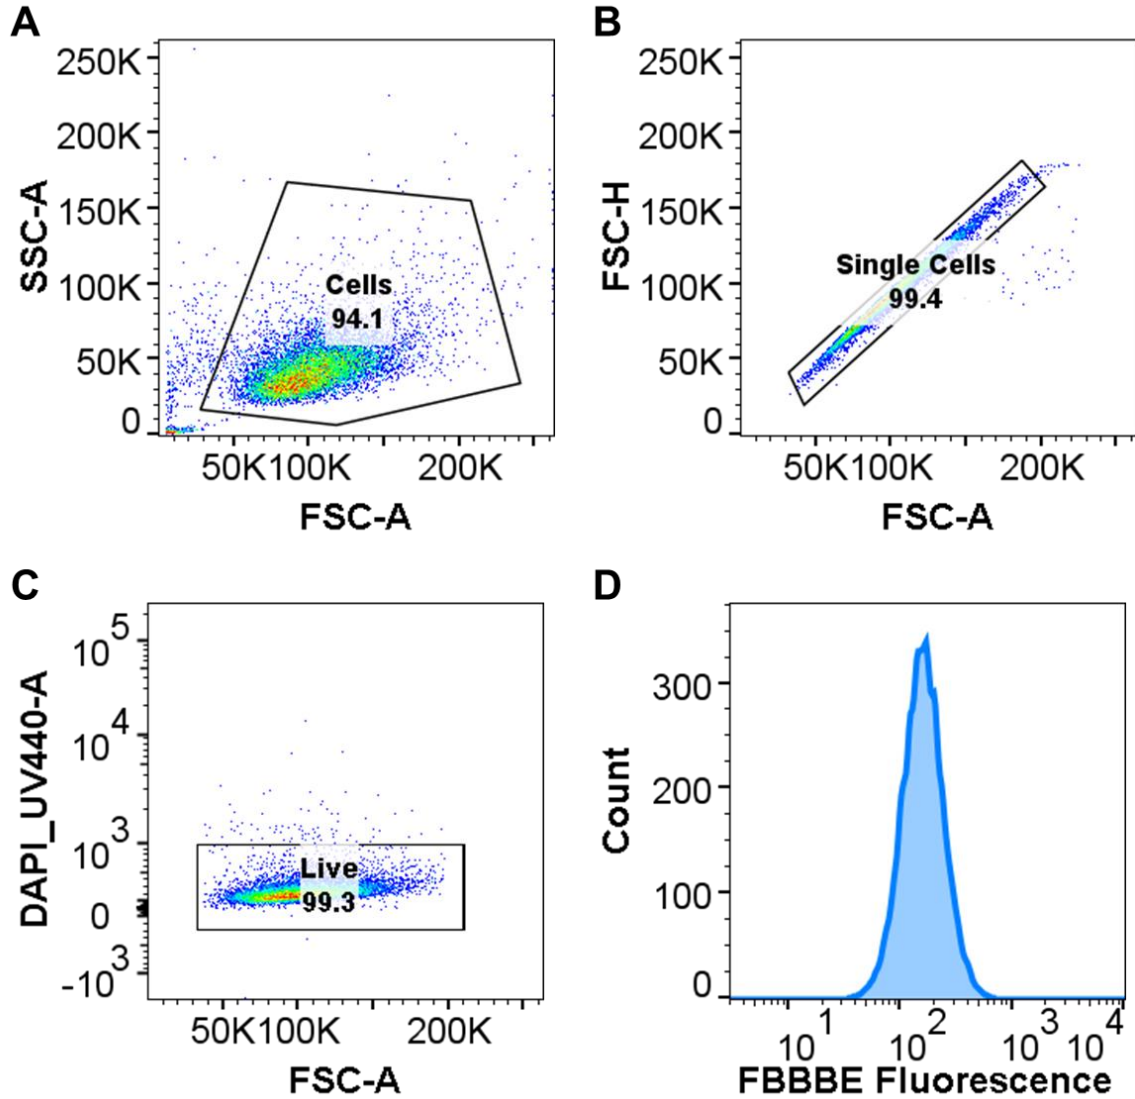 A
250K
200K
150K
100K
50K
0
SSC-A
Cells
94.1
50K100K 200K
FSC-A
B
250K
200K
150K
100K
50K
0
FSC-H
Single Cells
99.4
50K100K 200K
FSC-A
C
10^5
10^4
10^3
0
-10^3
DAPI_UV440-A
Live
99.3
50K100K 200K
FSC-A
D
300
200
100
0
Count
10^1 10^2 10^3 10^4
FBBBE Fluorescence